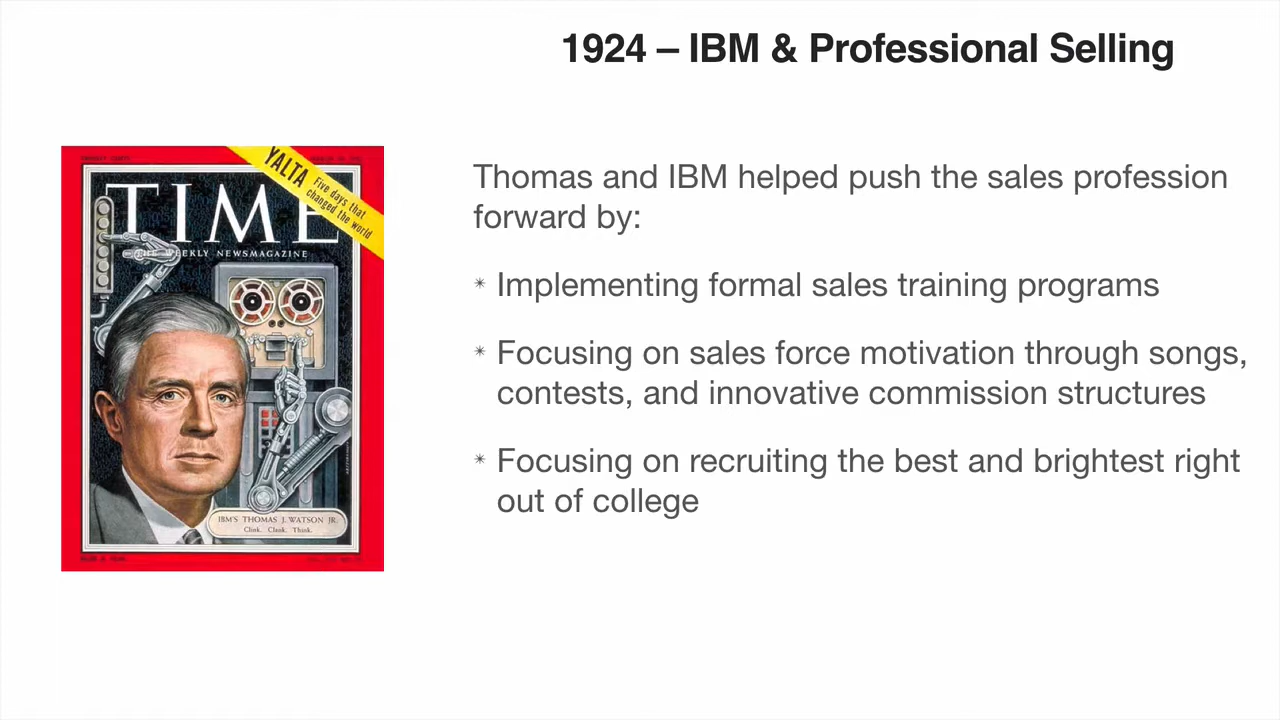 1924 – IBM & Professional Selling
YALTA
Five days that
changed the world
TIME
THE WEEKLY NEWSMAGAZINE
IBM'S THOMAS J. WATSON JR.
Clink. Clank. Think.
Thomas and IBM helped push the sales profession
forward by:
* Implementing formal sales training programs
* Focusing on sales force motivation through songs,
contests, and innovative commission structures
* Focusing on recruiting the best and brightest right
out of college